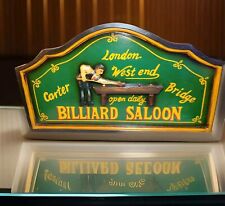 London
West end
Carter Bridge
open daily
BILLIARD SALOON